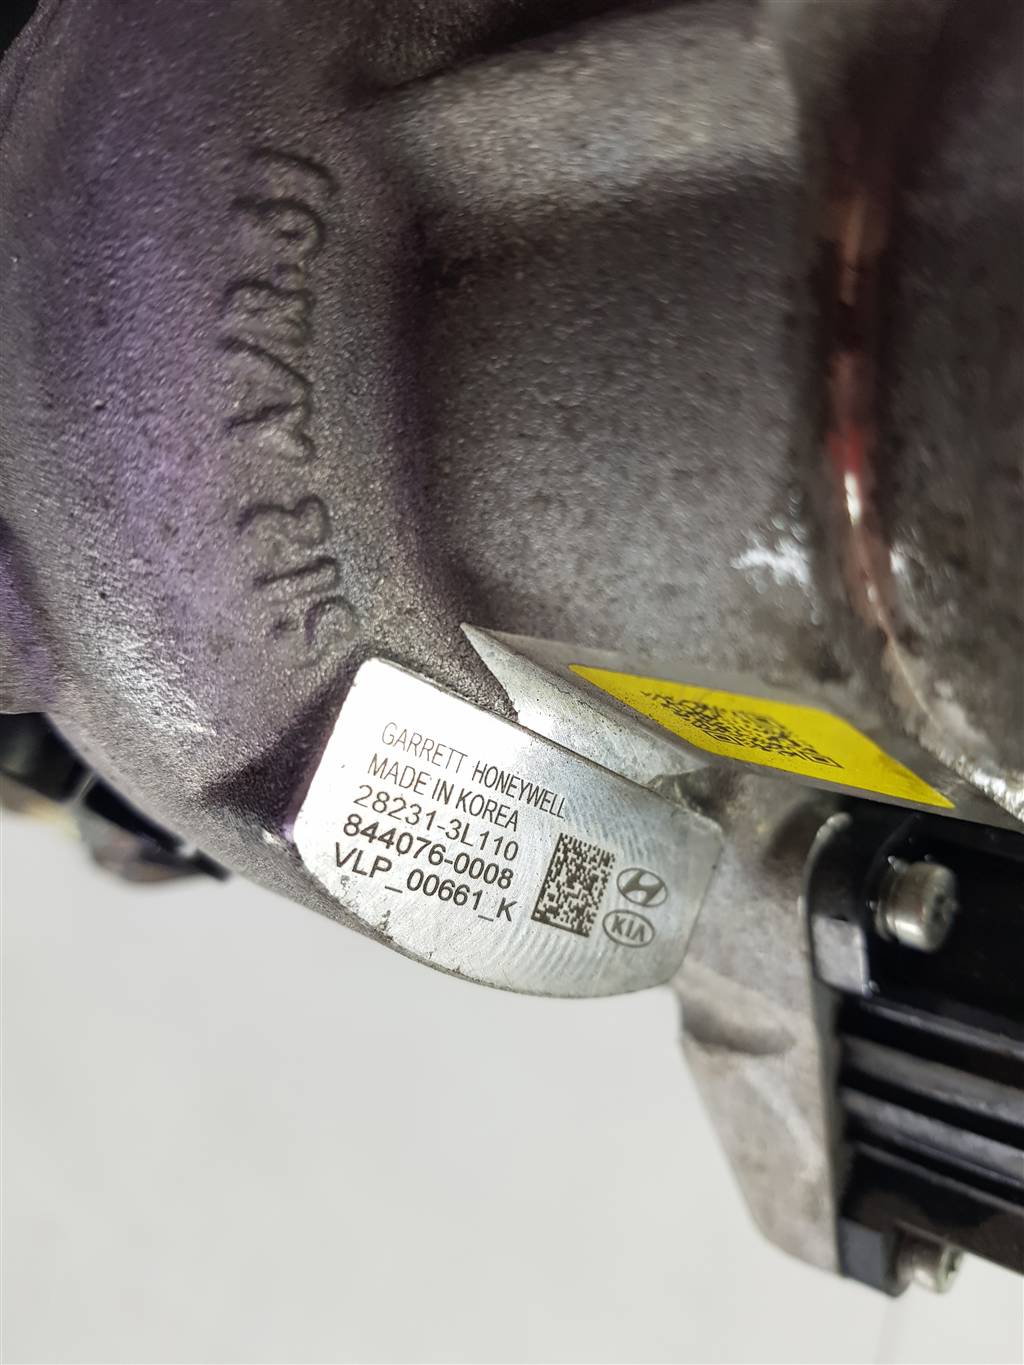 GARRETT HONEYWELL
MADE IN KOREA
28231-3L110
844076-0008
VLP_00661_K
KIA